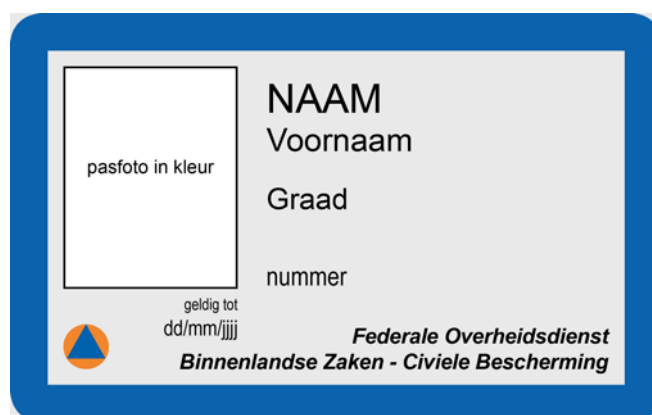 pasfoto in kleur
NAAM
Voornaam
Graad
nummer
geldig tot
dd/mm/jjjj
Federale Overheidsdienst
Binnenlandse Zaken - Civiele Bescherming